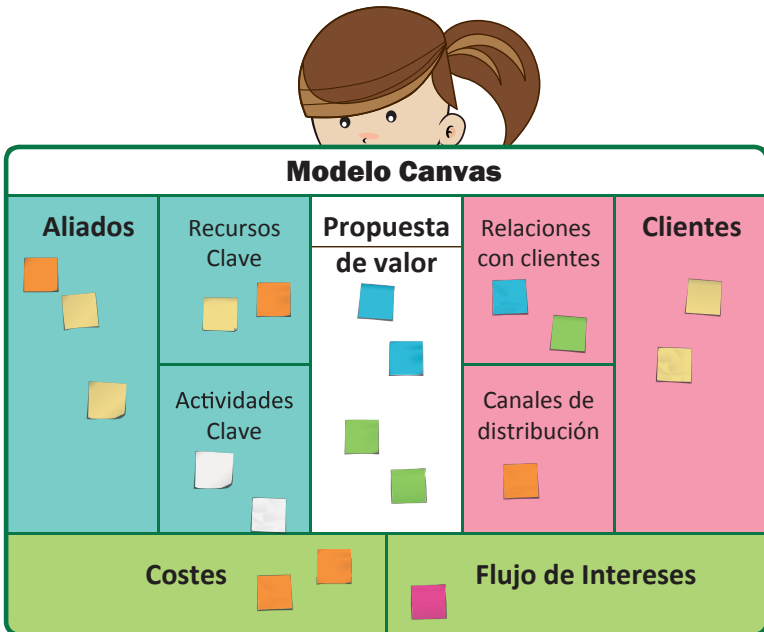 Modelo Canvas
Aliados
Recursos
Clave
Actividades
Clave
Propuesta
de valor
Relaciones
con clientes
Canales de
distribución
Clientes
Costes
Flujo de Intereses